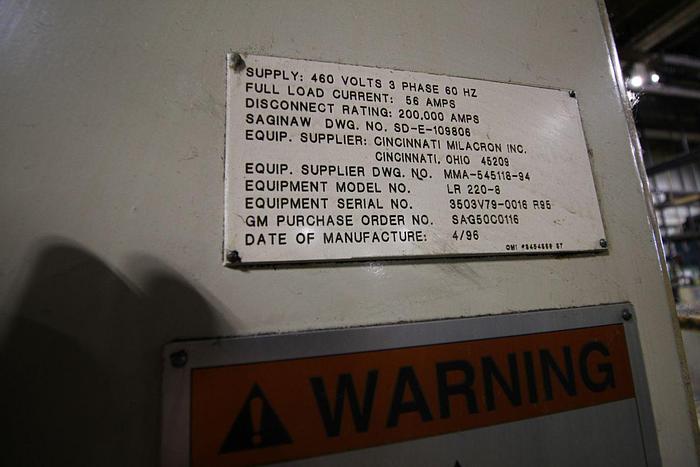 SUPPLY: 460 VOLTS 3 PHASE 60 HZ
FULL LOAD CURRENT: 56 AMPS
DISCONNECT RATING: 200,000 AMPS
SAGINAW DWG. NO. SD-E-109806
EQUIP. SUPPLIER: CINCINNATI MILACRON INC.
CINCINNATI, OHIO 45209
EQUIP. SUPPLIER DWG. NO. MMA-545118-94
EQUIPMENT MODEL NO. LR 220-8
EQUIPMENT SERIAL NO. 3503V79-0016 R95
GM PURCHASE ORDER NO. SAG50C0116
DATE OF MANUFACTURE: 4/96
WARNING